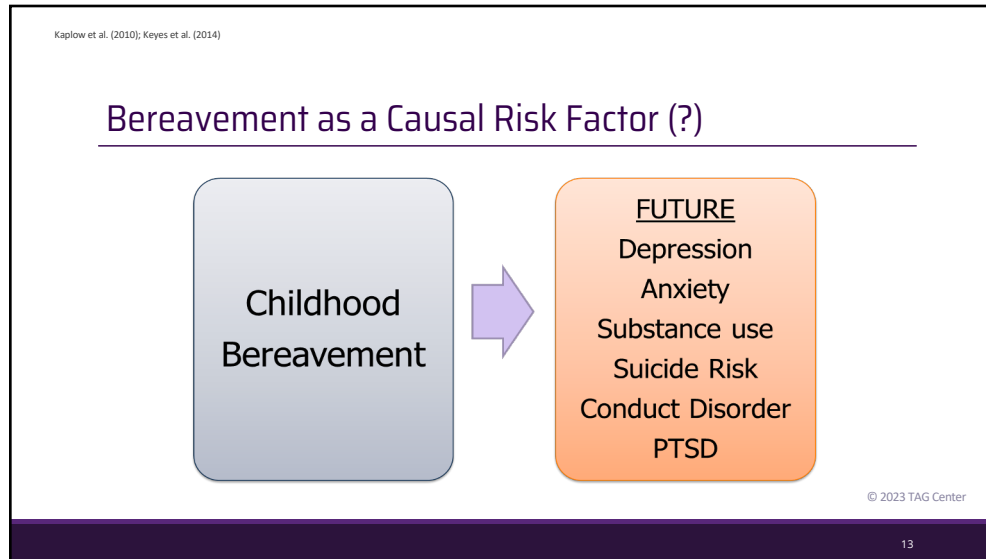 Kaplow et al. (2010); Keyes et al. (2014)
Bereavement as a Causal Risk Factor (?)
Childhood
Bereavement
FUTURE
Depression
Anxiety
Substance use
Suicide Risk
Conduct Disorder
PTSD
© 2023 TAG Center
13